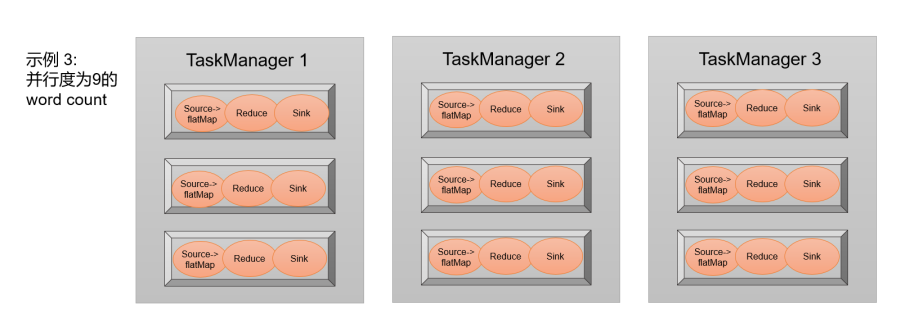 示例 3:
并行度为9的
word count
TaskManager 1
Source->
flatMap
Reduce
Sink
Source->
flatMap
Reduce
Sink
Source->
flatMap
Reduce
Sink
TaskManager 2
Source->
flatMap
Reduce
Sink
Source->
flatMap
Reduce
Sink
Source->
flatMap
Reduce
Sink
TaskManager 3
Source->
flatMap
Reduce
Sink
Source->
flatMap
Reduce
Sink
Source->
flatMap
Reduce
Sink